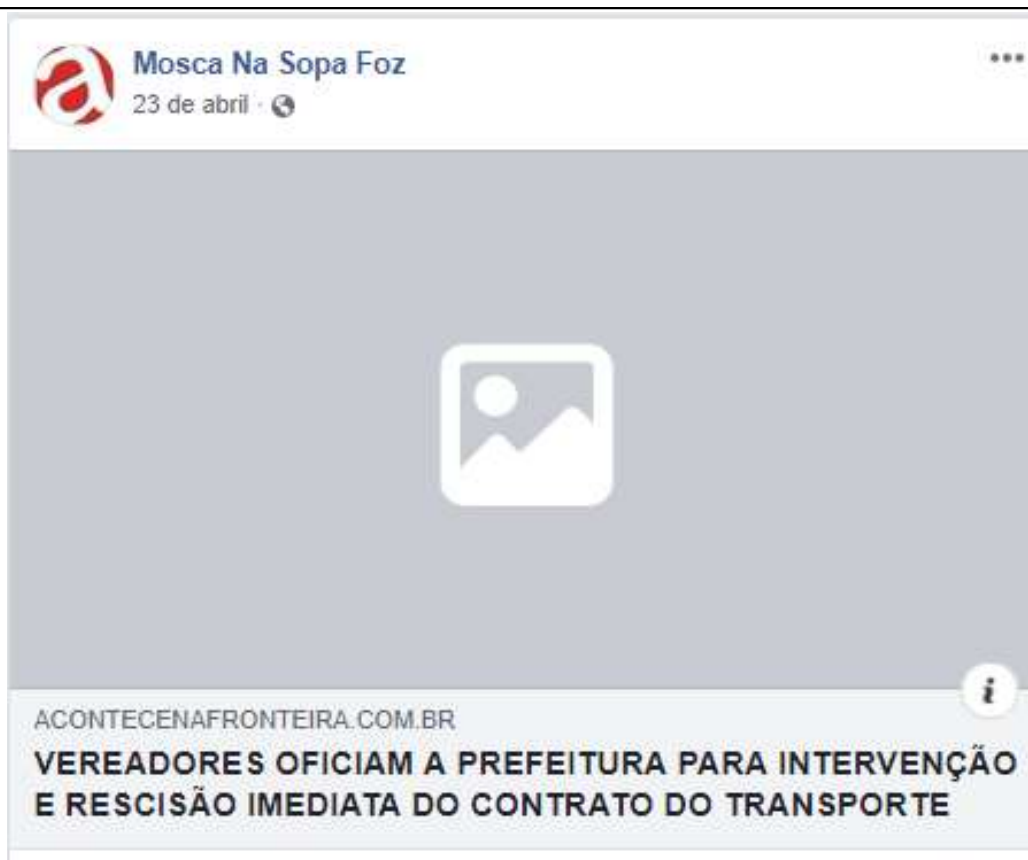 Mosca Na Sopa Foz
23 de abril ·
ACONTECENAFRONTEIRA.COM.BR
VEREADORES OFICIAM A PREFEITURA PARA INTERVENÇÃO
E RESCISÃO IMEDIATA DO CONTRATO DO TRANSPORTE